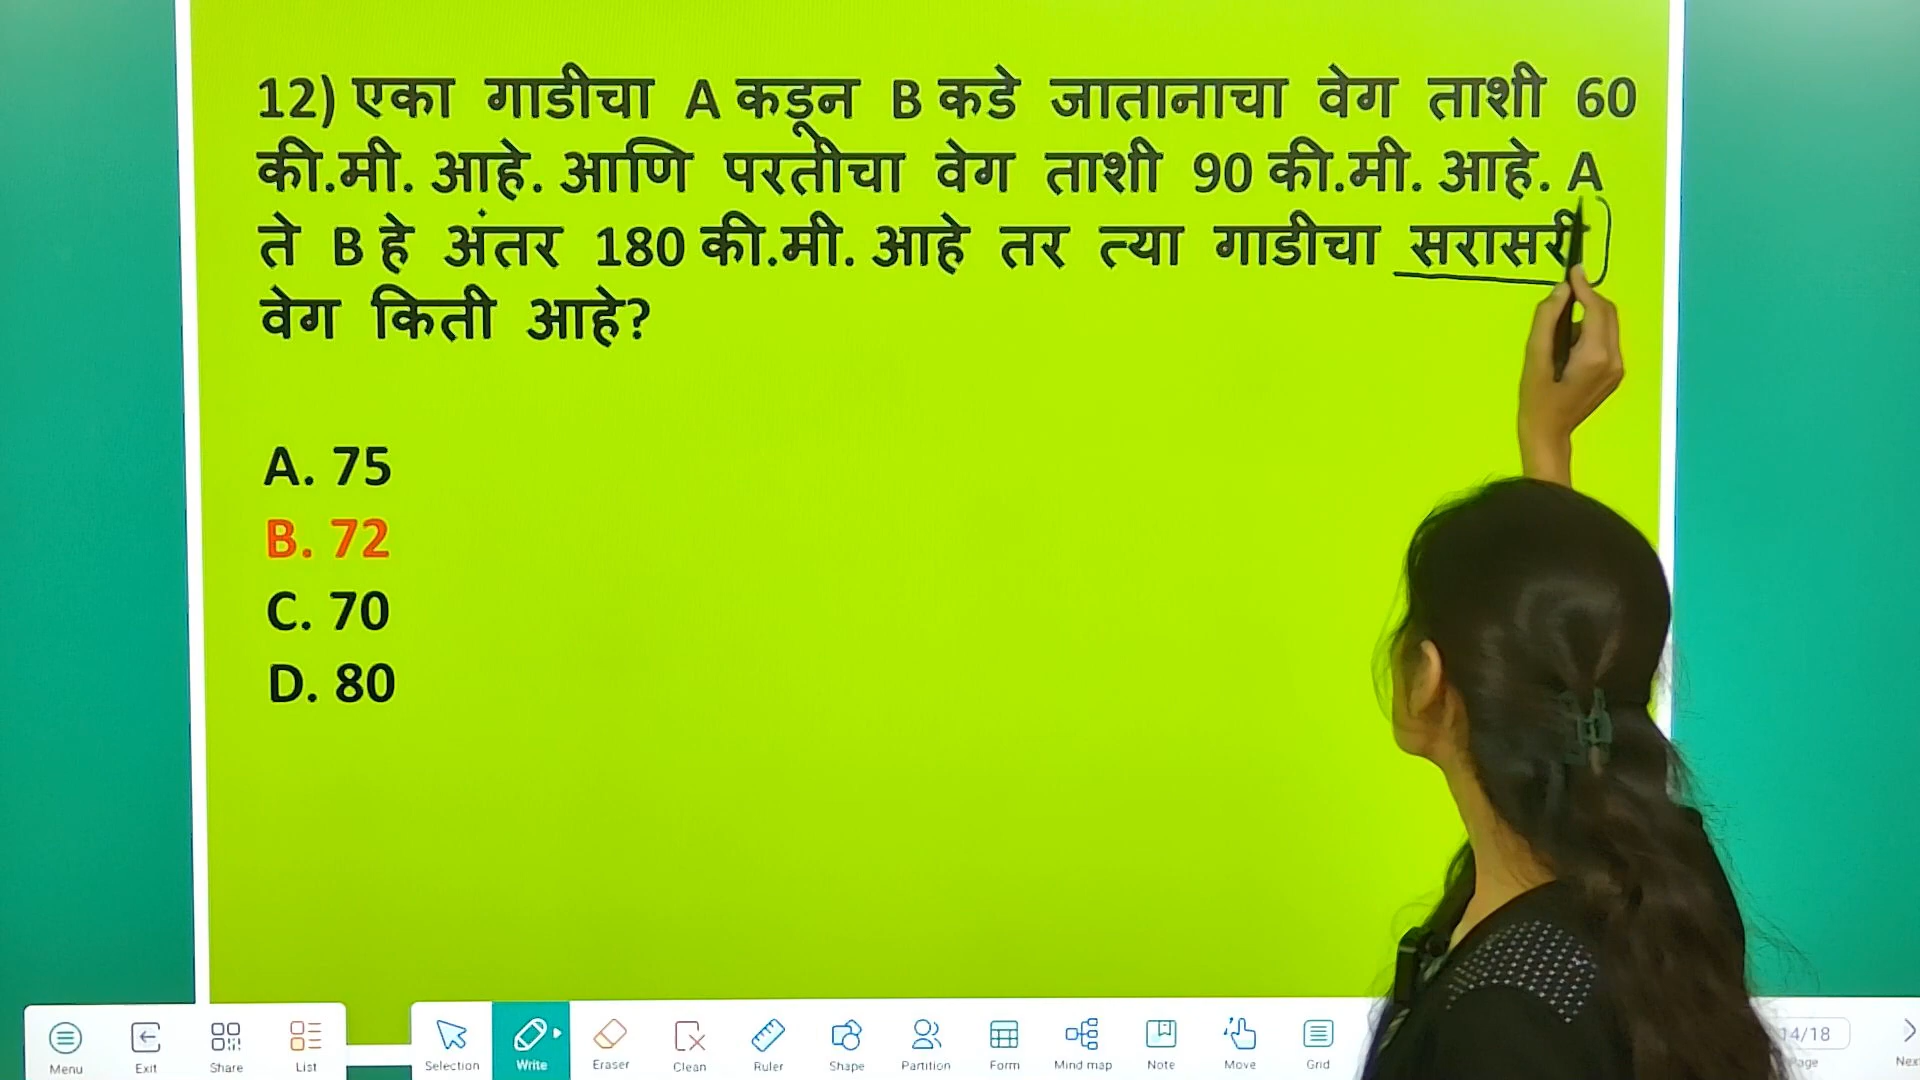 12) एका गाडीचा A कडून B कडे जातानाचा वेग ताशी 60
की.मी. आहे. आणि परतीचा वेग ताशी 90 की.मी. आहे. A
ते B हे अंतर 180 की.मी. आहे तर त्या गाडीचा सरासरी
वेग किती आहे?
A. 75
B. 72
C. 70
D. 80
Menu Exit Share List Selection Write Eraser Clean Ruler Shape Partition Form Mind map Note Move Grid
14/18